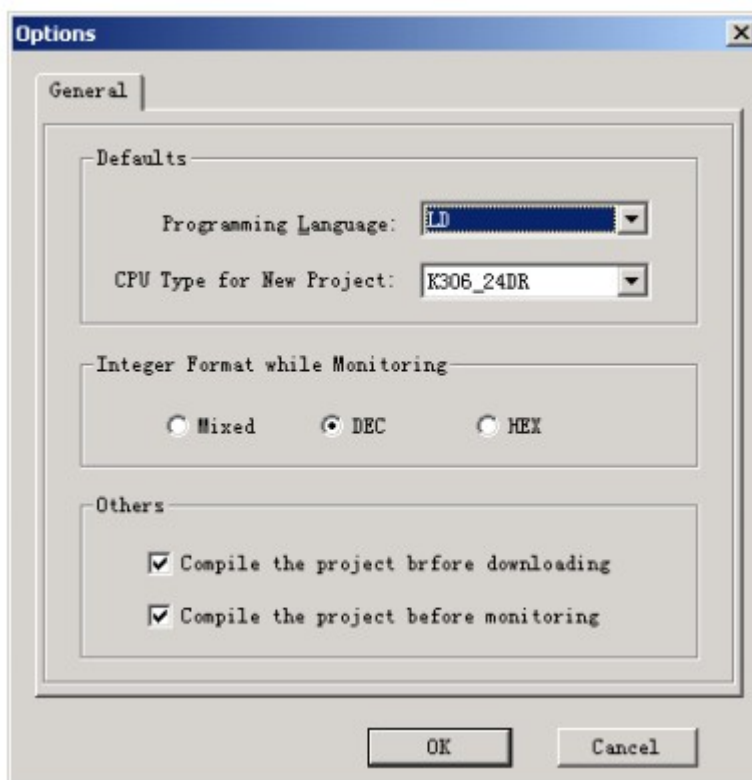 Options
General
Defaults
Programming Language:
LD
CPU Type for New Project:
K306_24DR
Integer Format while Monitoring
Mixed
DEC
HEX
Others
Compile the project brfore downloading
Compile the project before monitoring
OK
Cancel